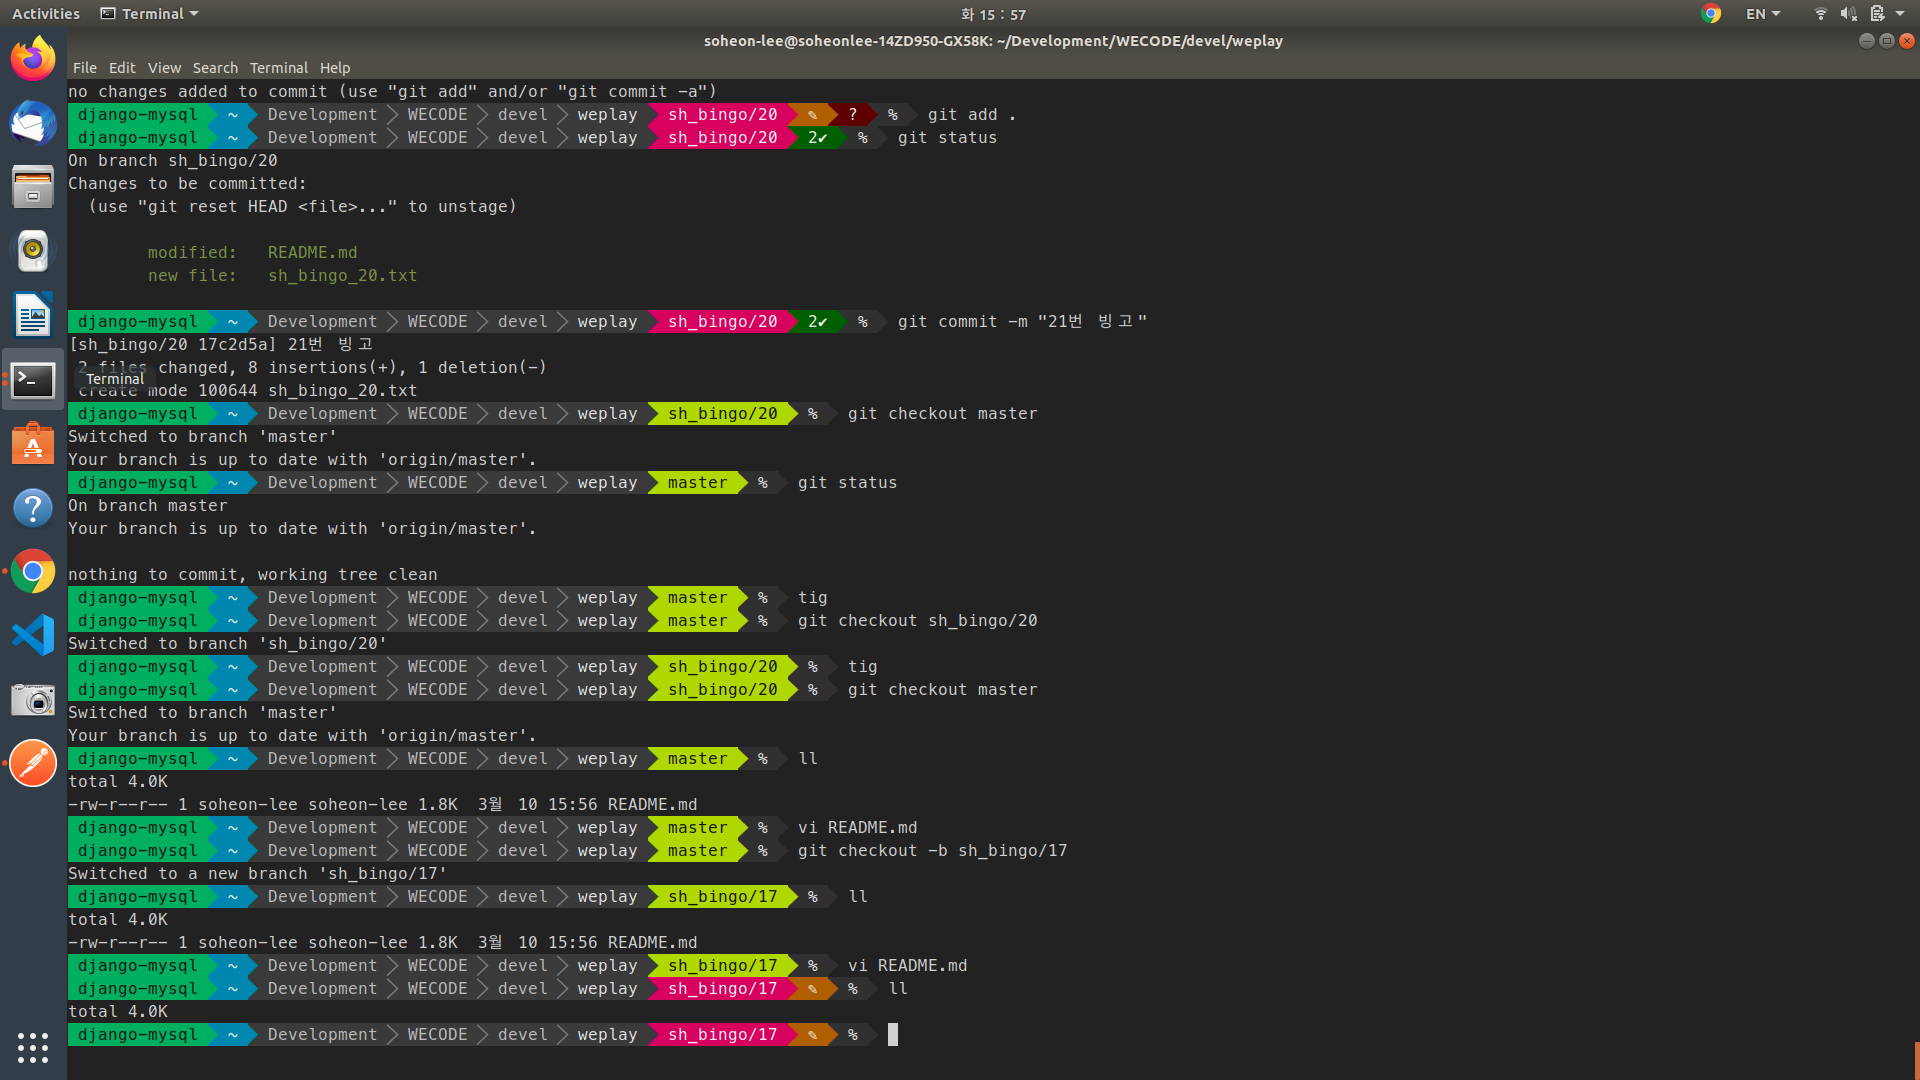 Activities Terminal 화 15 : 57 EN
soheon-lee@soheonlee-14ZD950-GX58K: ~/Development/WECODE/devel/weplay
File Edit View Search Terminal Help
no changes added to commit (use "git add" and/or "git commit -a")
django-mysql ~ Development WECODE devel weplay sh_bingo/20 ✎ ? % git add .
django-mysql ~ Development WECODE devel weplay sh_bingo/20 2✔ % git status
On branch sh_bingo/20
Changes to be committed:
(use "git reset HEAD <file>..." to unstage)
modified: README.md
new file: sh_bingo_20.txt
django-mysql ~ Development WECODE devel weplay sh_bingo/20 2✔ % git commit -m "21번 빙고"
[sh_bingo/20 17c2d5a] 21번 빙고
2 files changed, 8 insertions(+), 1 deletion(-)
Terminal
create mode 100644 sh_bingo_20.txt
django-mysql ~ Development WECODE devel weplay sh_bingo/20 % git checkout master
Switched to branch 'master'
Your branch is up to date with 'origin/master'.
django-mysql ~ Development WECODE devel weplay master % git status
On branch master
Your branch is up to date with 'origin/master'.
nothing to commit, working tree clean
django-mysql ~ Development WECODE devel weplay master % tig
django-mysql ~ Development WECODE devel weplay master % git checkout sh_bingo/20
Switched to branch 'sh_bingo/20'
django-mysql ~ Development WECODE devel weplay sh_bingo/20 % tig
django-mysql ~ Development WECODE devel weplay sh_bingo/20 % git checkout master
Switched to branch 'master'
Your branch is up to date with 'origin/master'.
django-mysql ~ Development WECODE devel weplay master % ll
total 4.0K
-rw-r--r-- 1 soheon-lee soheon-lee 1.8K 3월 10 15:56 README.md
django-mysql ~ Development WECODE devel weplay master % vi README.md
django-mysql ~ Development WECODE devel weplay master % git checkout -b sh_bingo/17
Switched to a new branch 'sh_bingo/17'
django-mysql ~ Development WECODE devel weplay sh_bingo/17 % ll
total 4.0K
-rw-r--r-- 1 soheon-lee soheon-lee 1.8K 3월 10 15:56 README.md
django-mysql ~ Development WECODE devel weplay sh_bingo/17 % vi README.md
django-mysql ~ Development WECODE devel weplay sh_bingo/17 ✎ % ll
total 4.0K
django-mysql ~ Development WECODE devel weplay sh_bingo/17 ✎ %